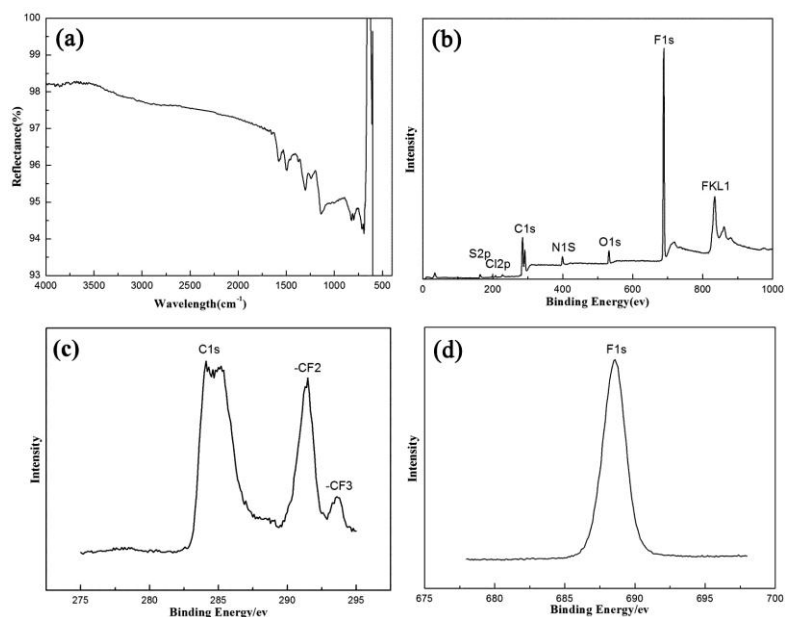 (a)
100
99
98
97
96
95
94
93
Reflectance(%)
4000 3500 3000 2500 2000 1500 1000 500
Wavelength(cm-1)
(b)
F1s
FKL1
C1s
N1S
O1s
S2p
Cl2p
Intensity
0 200 400 600 800 1000
Binding Energy(ev)
(c)
C1s
-CF2
-CF3
Intensity
275 280 285 290 295
Binding Energy/ev
(d)
F1s
Intensity
675 680 685 690 695 700
Binding Energy/ev